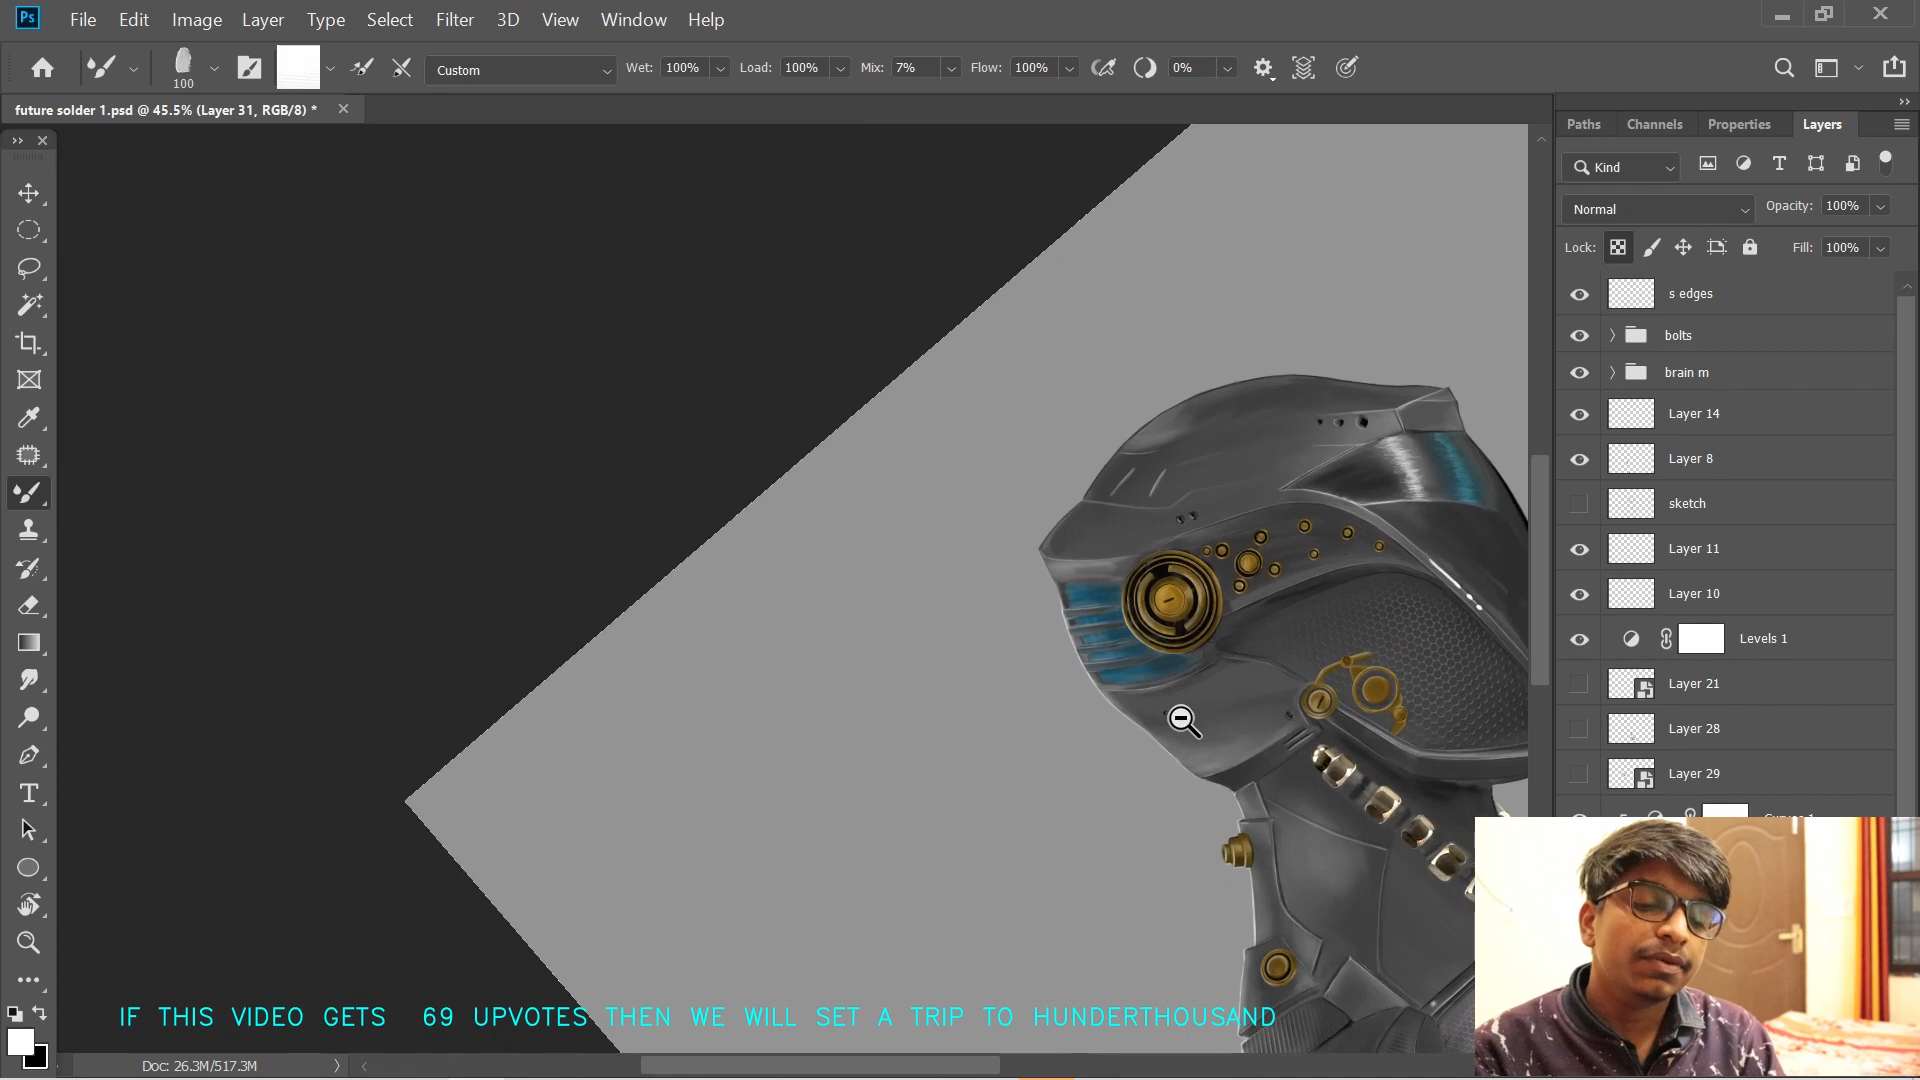 Ps File Edit Image Layer Type Select Filter 3D View Window Help
100 Custom Wet: 100% Load: 100% Mix: 7% Flow: 100% 0%
future solder 1.psd @ 45.5% (Layer 31, RGB/8) *
Paths Channels Properties Layers
Kind
Normal Opacity: 100%
Lock: Fill: 100%
s edges
bolts
brain m
Layer 14
Layer 8
sketch
Layer 11
Layer 10
Levels 1
Layer 21
Layer 28
Layer 29
IF THIS VIDEO GETS 69 UPVOTES THEN WE WILL SET A TRIP TO HUNDERTHOUSAND
Doc: 26.3M/517.3M